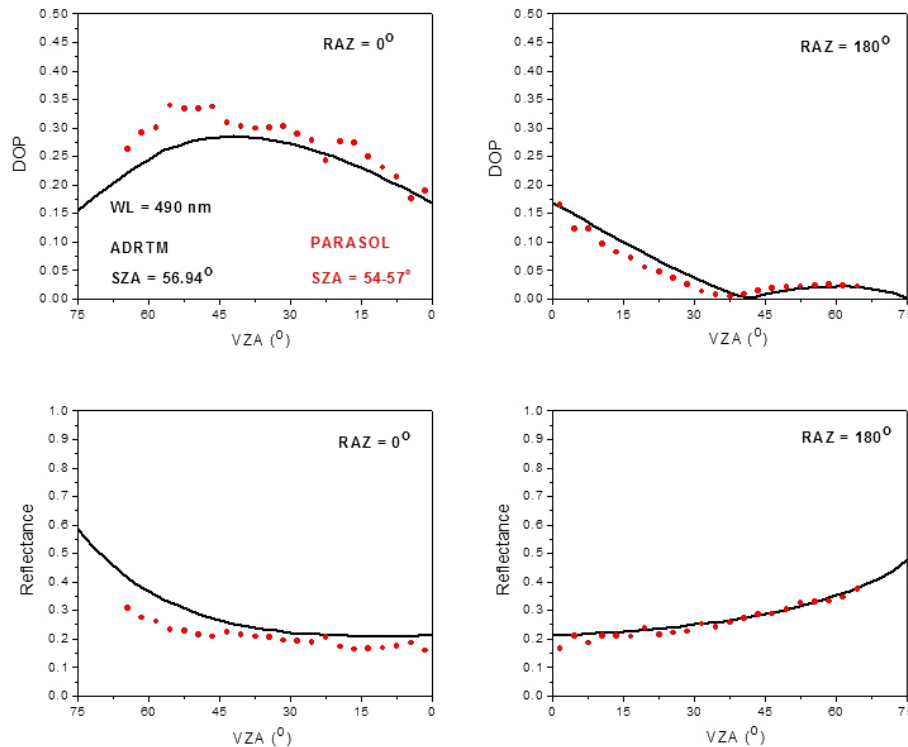 0.50
0.45
0.40
0.35
0.30
0.25
0.20
0.15
0.10
0.05
0.00
DOP
RAZ = 0°
WL = 490 nm
ADRTM
PARASOL
SZA = 56.94°
SZA = 54-57°
75 60 45 30 15 0
VZA (°)
0.50
0.45
0.40
0.35
0.30
0.25
0.20
0.15
0.10
0.05
0.00
DOP
RAZ = 180°
0 15 30 45 60 75
VZA (°)
1.0
0.9
0.8
0.7
0.6
0.5
0.4
0.3
0.2
0.1
0.0
Reflectance
RAZ = 0°
75 60 45 30 15 0
VZA (°)
1.0
0.9
0.8
0.7
0.6
0.5
0.4
0.3
0.2
0.1
0.0
Reflectance
RAZ = 180°
0 15 30 45 60 75
VZA (°)